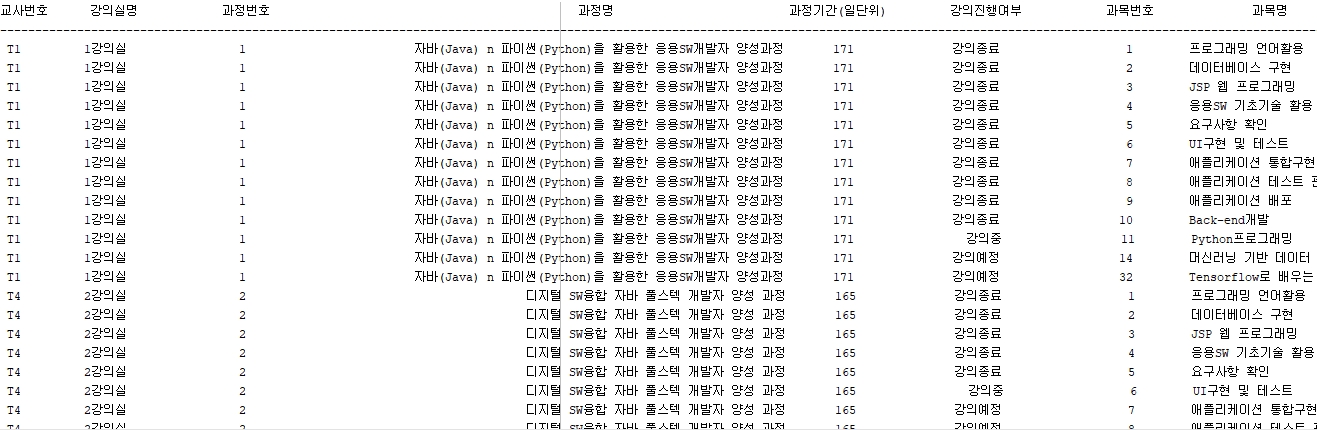 교사번호 강의실명 과정번호 과정명 과정기간(일단위) 강의진행여부 과목번호 과목명
T1 1강의실 1 자바(Java) n 파이썬(Python)을 활용한 응용SW개발자 양성과정 171 강의종료 1 프로그래밍 언어활용
T1 1강의실 1 자바(Java) n 파이썬(Python)을 활용한 응용SW개발자 양성과정 171 강의종료 2 데이터베이스 구현
T1 1강의실 1 자바(Java) n 파이썬(Python)을 활용한 응용SW개발자 양성과정 171 강의종료 3 JSP 웹 프로그래밍
T1 1강의실 1 자바(Java) n 파이썬(Python)을 활용한 응용SW개발자 양성과정 171 강의종료 4 응용SW 기초기술 활용
T1 1강의실 1 자바(Java) n 파이썬(Python)을 활용한 응용SW개발자 양성과정 171 강의종료 5 요구사항 확인
T1 1강의실 1 자바(Java) n 파이썬(Python)을 활용한 응용SW개발자 양성과정 171 강의종료 6 UI구현 및 테스트
T1 1강의실 1 자바(Java) n 파이썬(Python)을 활용한 응용SW개발자 양성과정 171 강의종료 7 애플리케이션 통합구현
T1 1강의실 1 자바(Java) n 파이썬(Python)을 활용한 응용SW개발자 양성과정 171 강의종료 8 애플리케이션 테스트
T1 1강의실 1 자바(Java) n 파이썬(Python)을 활용한 응용SW개발자 양성과정 171 강의종료 9 애플리케이션 배포
T1 1강의실 1 자바(Java) n 파이썬(Python)을 활용한 응용SW개발자 양성과정 171 강의종료 10 Back-end개발
T1 1강의실 1 자바(Java) n 파이썬(Python)을 활용한 응용SW개발자 양성과정 171 강의중 11 Python프로그래밍
T1 1강의실 1 자바(Java) n 파이썬(Python)을 활용한 응용SW개발자 양성과정 171 강의예정 14 머신러닝 기반 데이터
T1 1강의실 1 자바(Java) n 파이썬(Python)을 활용한 응용SW개발자 양성과정 171 강의예정 32 Tensorflow로 배우는
T4 2강의실 2 디지털 SW융합 자바 풀스텍 개발자 양성 과정 165 강의종료 1 프로그래밍 언어활용
T4 2강의실 2 디지털 SW융합 자바 풀스텍 개발자 양성 과정 165 강의종료 2 데이터베이스 구현
T4 2강의실 2 디지털 SW융합 자바 풀스텍 개발자 양성 과정 165 강의종료 3 JSP 웹 프로그래밍
T4 2강의실 2 디지털 SW융합 자바 풀스텍 개발자 양성 과정 165 강의종료 4 응용SW 기초기술 활용
T4 2강의실 2 디지털 SW융합 자바 풀스텍 개발자 양성 과정 165 강의종료 5 요구사항 확인
T4 2강의실 2 디지털 SW융합 자바 풀스텍 개발자 양성 과정 165 강의중 6 UI구현 및 테스트
T4 2강의실 2 디지털 SW융합 자바 풀스텍 개발자 양성 과정 165 강의예정 7 애플리케이션 통합구현
T4 2강의실 2 디지털 SW융합 자바 풀스텍 개발자 양성 과정 165 강의예정 8 애플리케이션 테스트